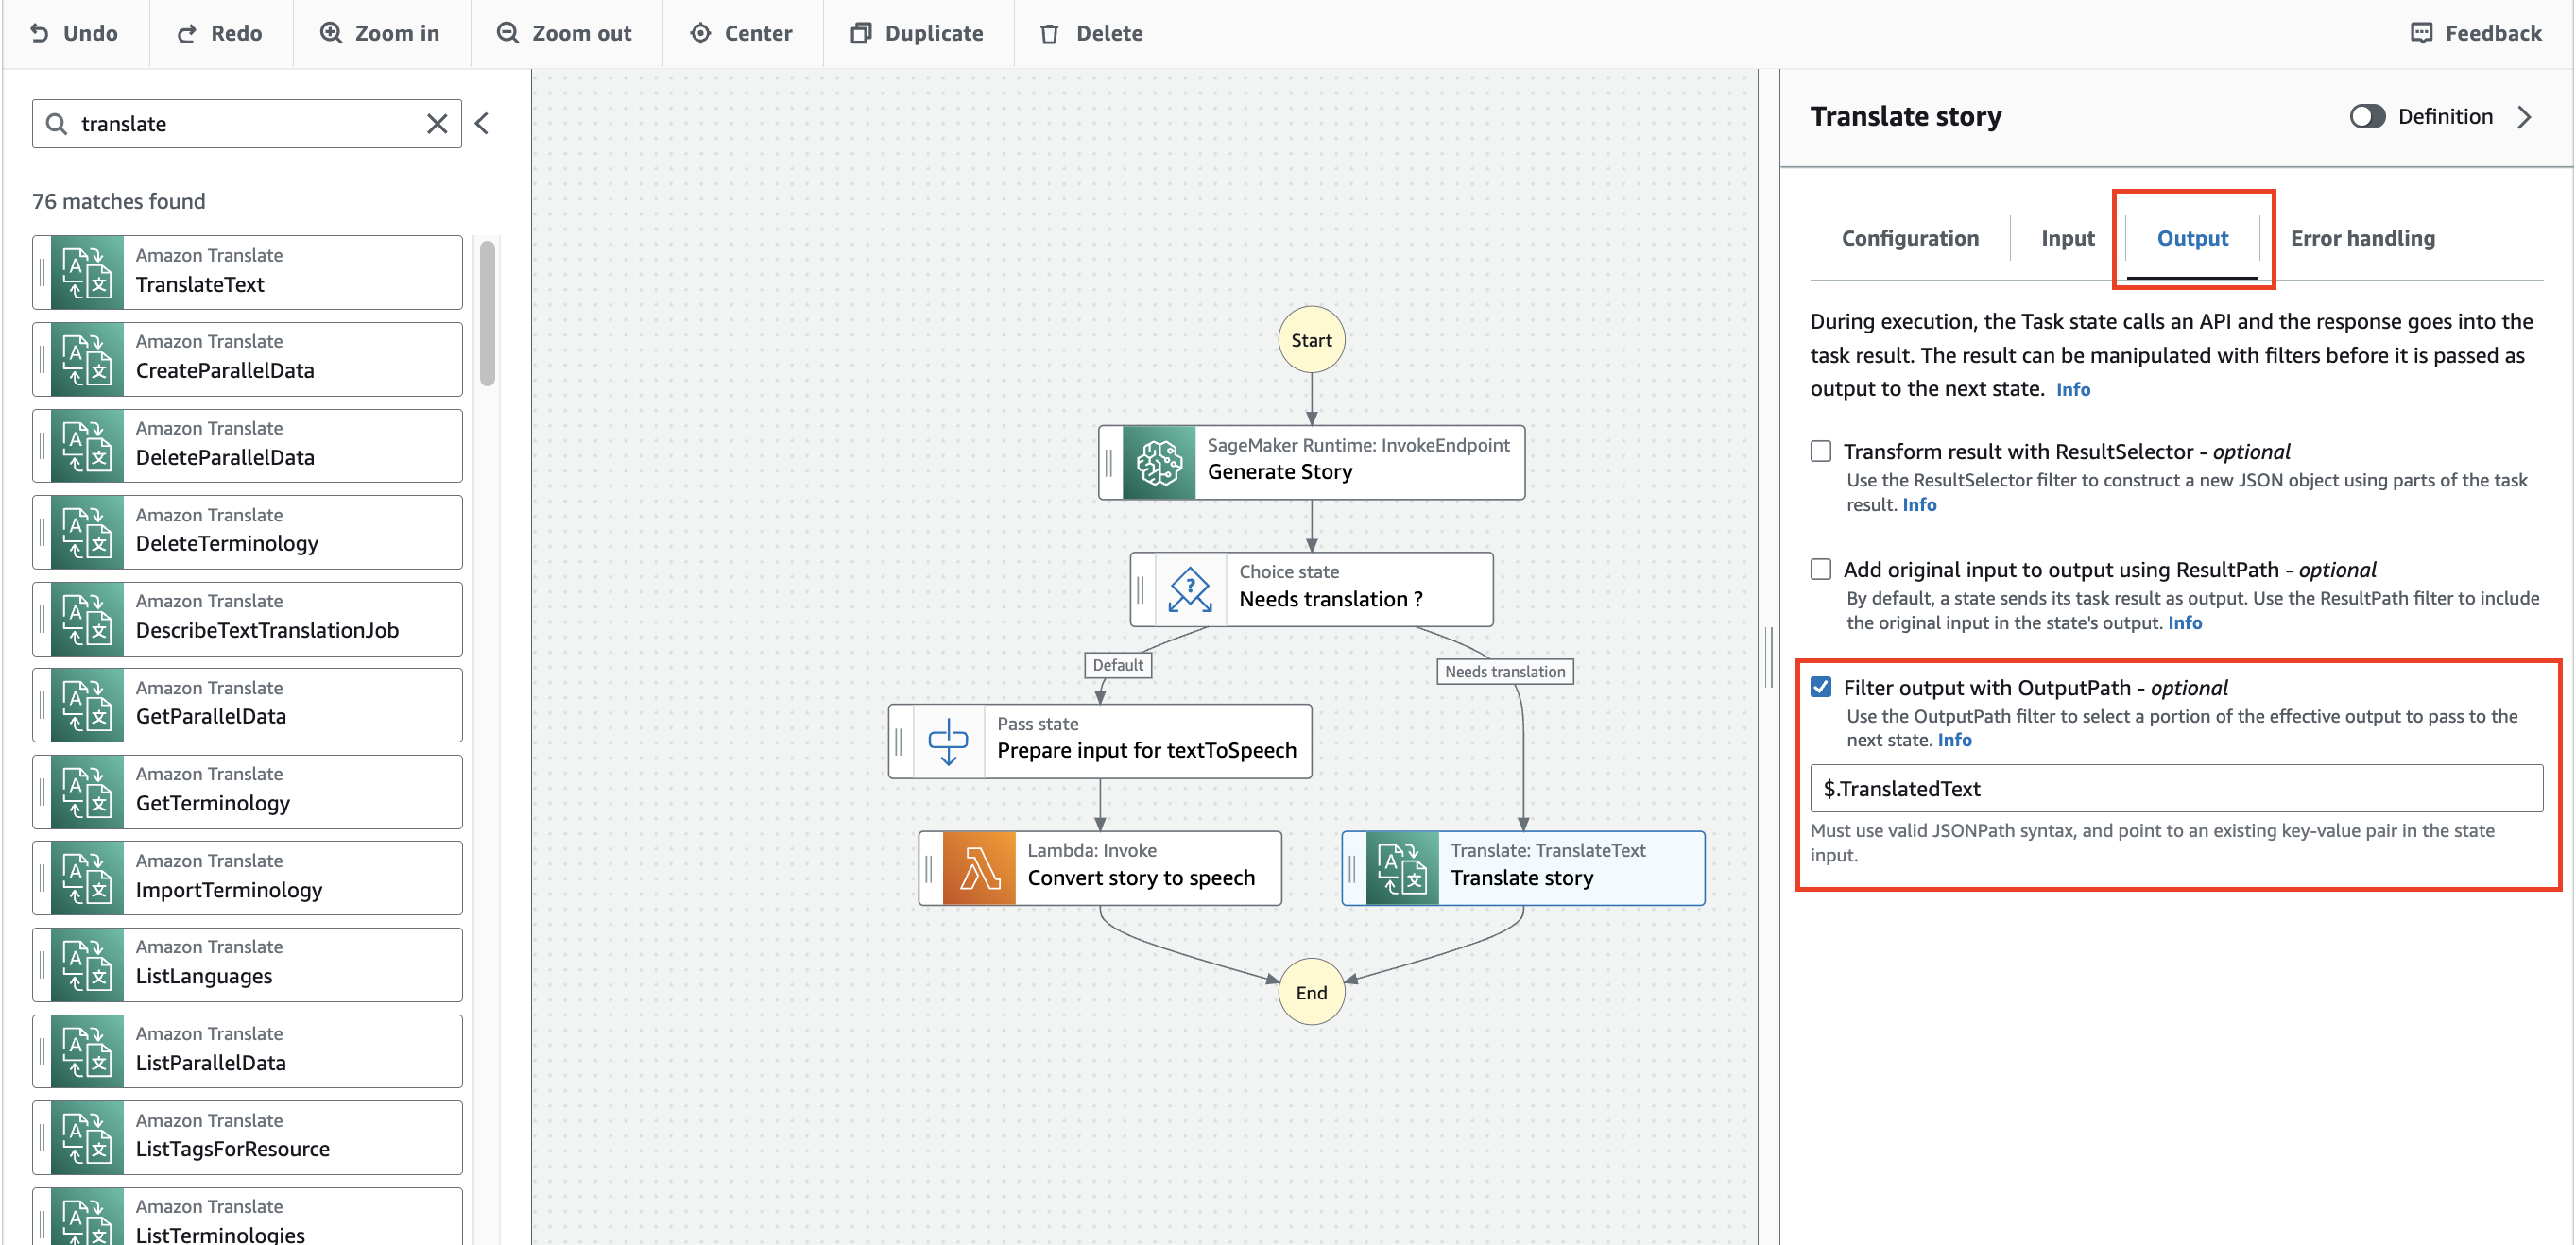 Undo
Redo
Zoom in
Zoom out
Center
Duplicate
Delete
Feedback
translate
76 matches found
Amazon Translate
TranslateText
Amazon Translate
CreateParallelData
Amazon Translate
DeleteParallelData
Amazon Translate
DeleteTerminology
Amazon Translate
DescribeTextTranslationJob
Amazon Translate
GetParallelData
Amazon Translate
GetTerminology
Amazon Translate
ImportTerminology
Amazon Translate
ListLanguages
Amazon Translate
ListParallelData
Amazon Translate
ListTagsForResource
Amazon Translate
ListTerminologies
Start
SageMaker Runtime: InvokeEndpoint
Generate Story
Choice state
Needs translation ?
Default
Needs translation
Pass state
Prepare input for textToSpeech
Lambda: Invoke
Convert story to speech
Translate: TranslateText
Translate story
End
Translate story
Definition
Configuration
Input
Output
Error handling
During execution, the Task state calls an API and the response goes into the
task result. The result can be manipulated with filters before it is passed as
output to the next state. Info
Transform result with ResultSelector - optional
Use the ResultSelector filter to construct a new JSON object using parts of the task
result. Info
Add original input to output using ResultPath - optional
By default, a state sends its task result as output. Use the ResultPath filter to include
the original input in the state's output. Info
Filter output with OutputPath - optional
Use the OutputPath filter to select a portion of the effective output to pass to the
next state. Info
$.TranslatedText
Must use valid JSONPath syntax, and point to an existing key-value pair in the state
input.